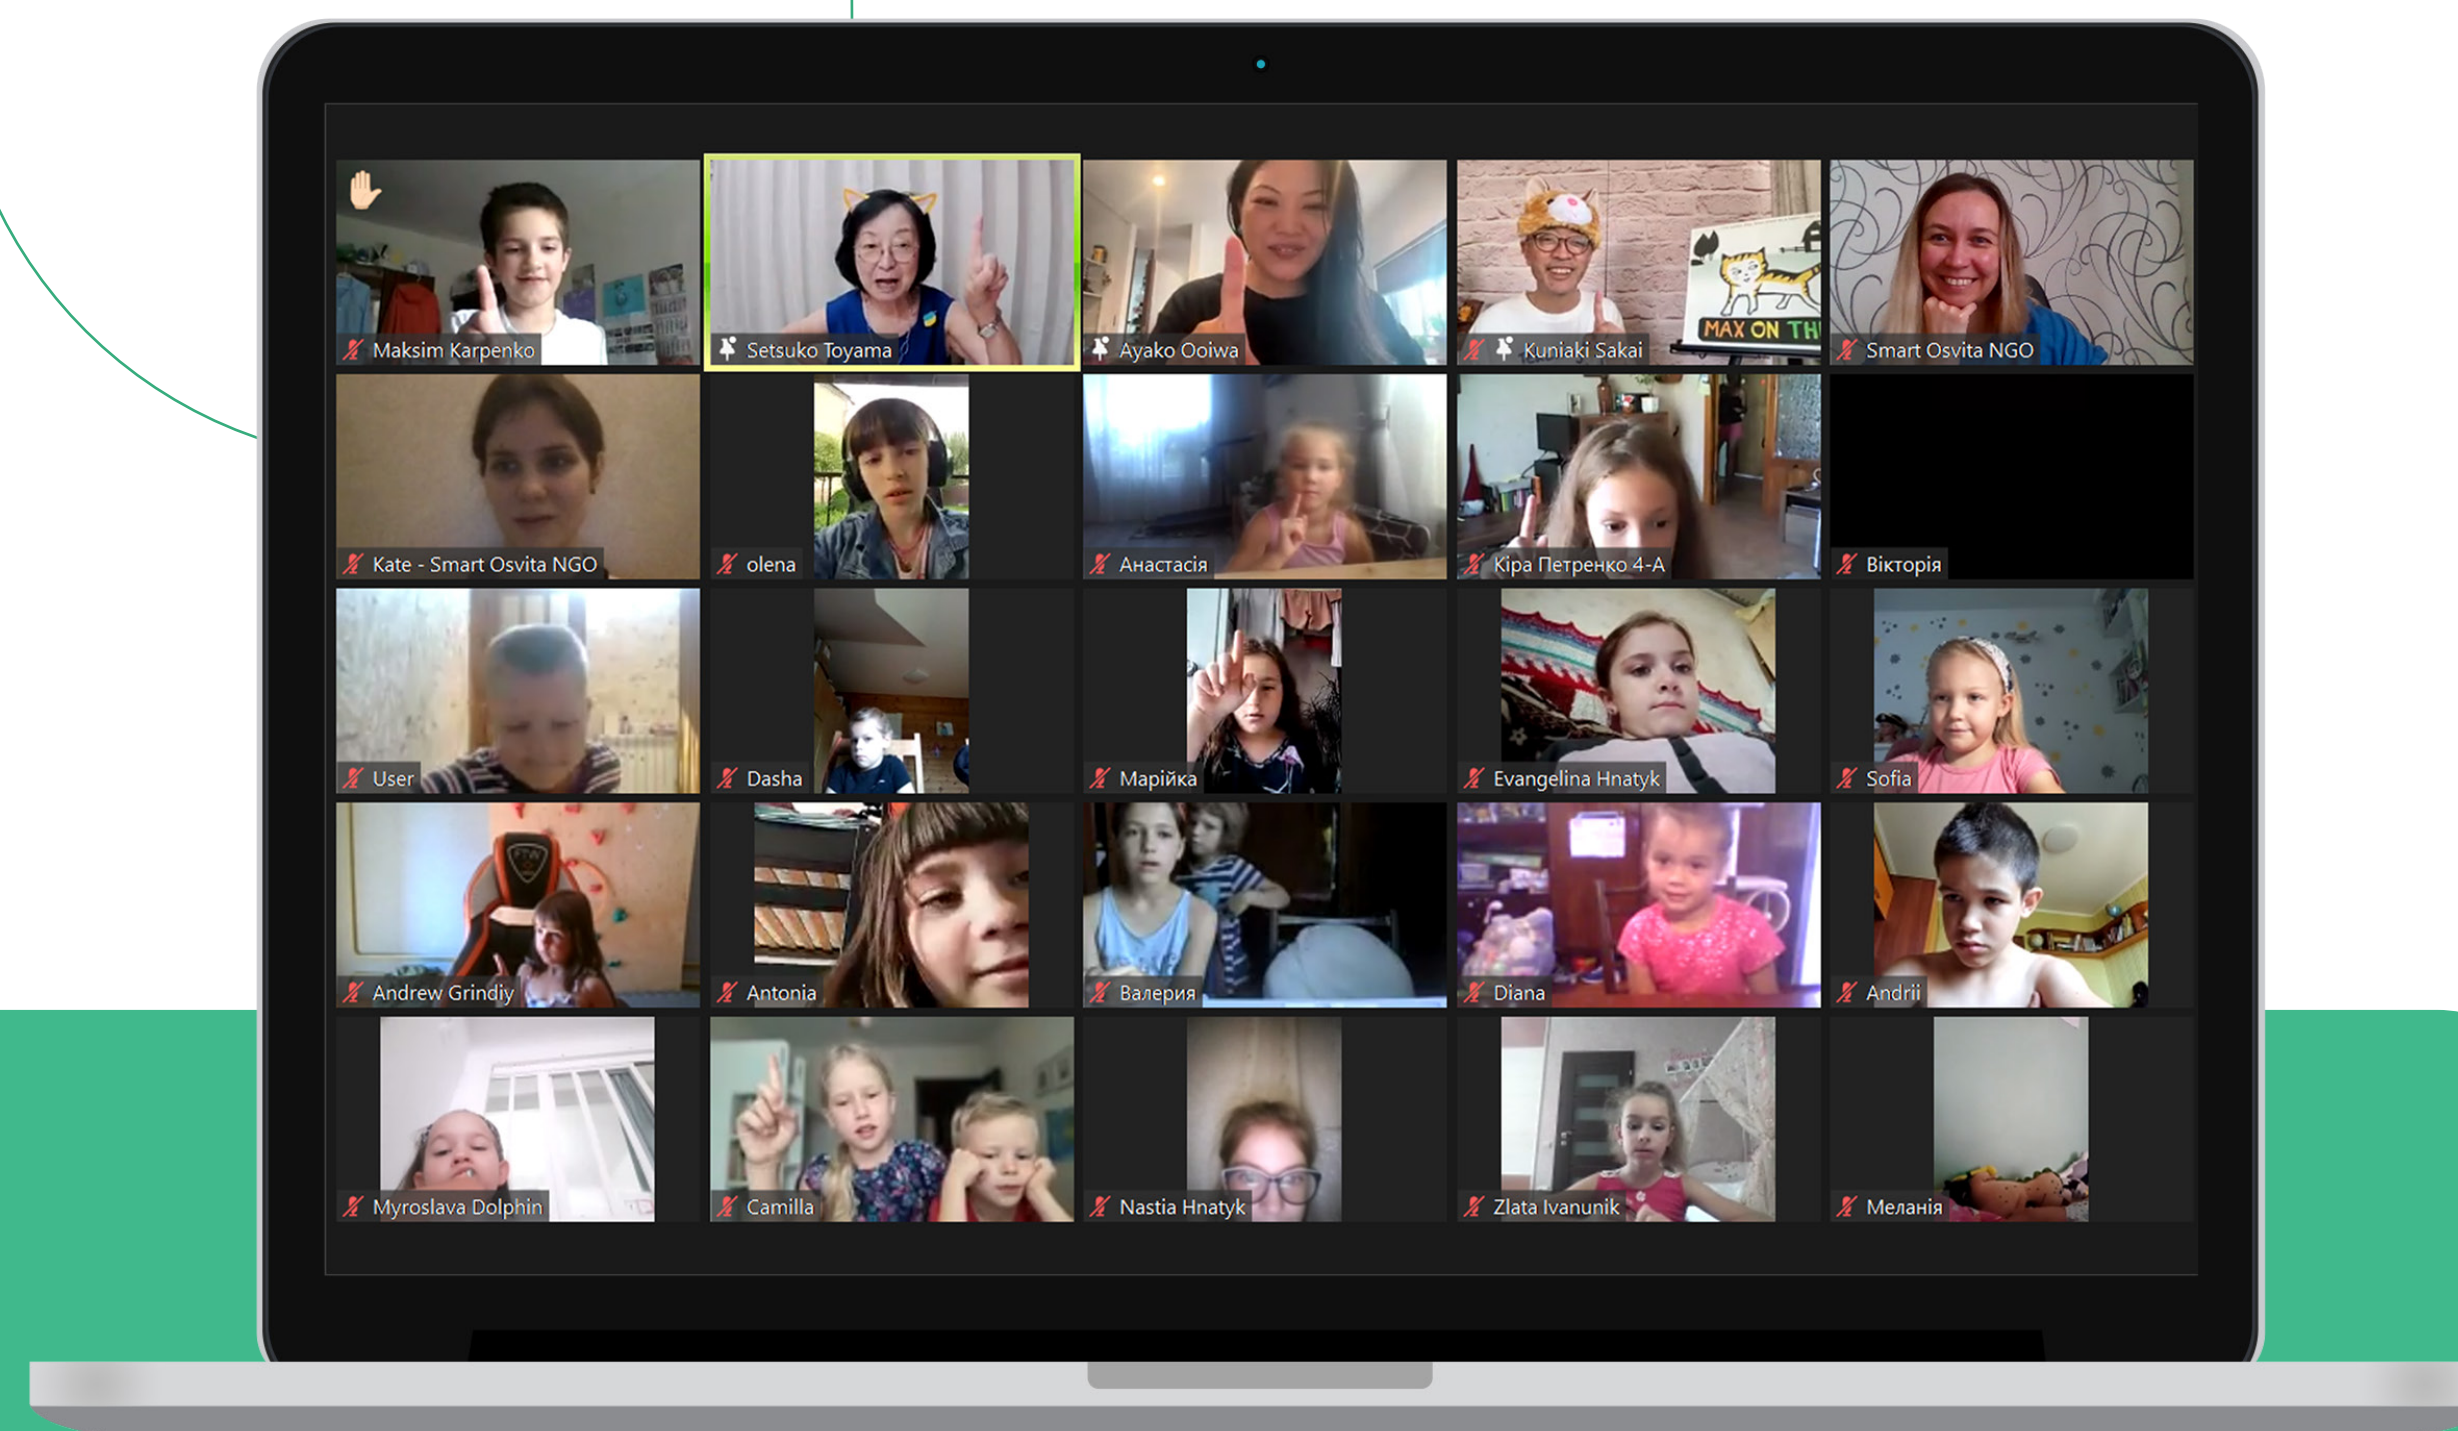 Maksim Karpenko
Setsuko Toyama
Ayako Ooiwa
Kuniaki Sakai
MAX ON TH
Smart Osvita NGO
Kate - Smart Osvita NGO
olena
Анастасія
Кіра Петренко 4-А
Вікторія
User
Dasha
Марійка
Evangelina Hnatyk
Sofia
FTW
Andrew Grindiy
Antonia
Валерия
Diana
Andrii
Myroslava Dolphin
Camilla
Nastia Hnatyk
Zlata Ivanunik
Меланія